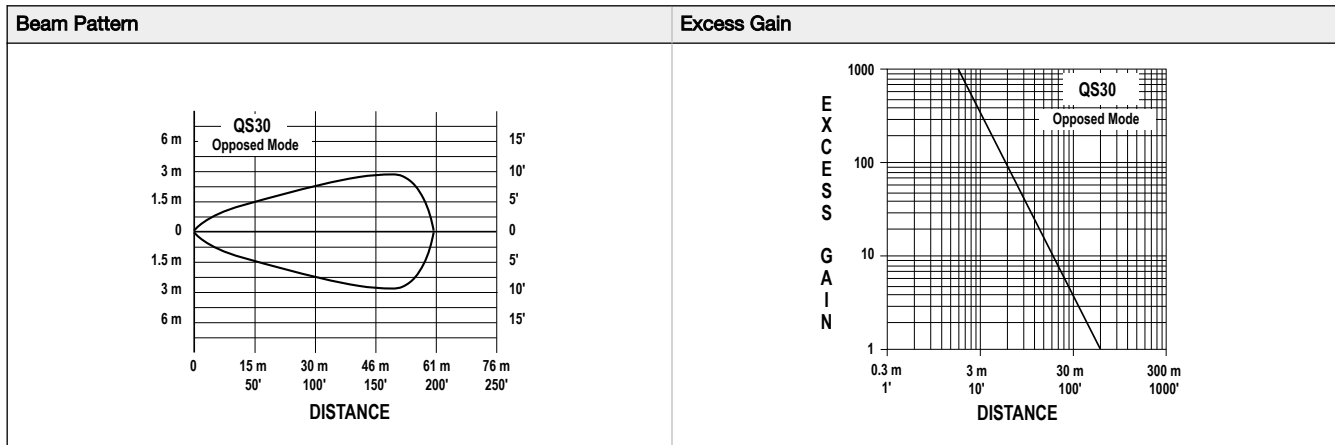 Beam Pattern
Excess Gain
QS30
Opposed Mode
6 m
3 m
1.5 m
0
1.5 m
3 m
6 m
15'
10'
5'
0
5'
10'
15'
0 15 m 30 m 46 m 61 m 76 m
50' 100' 150' 200' 250'
DISTANCE
EXCESS GAIN
1000
100
10
1
QS30
Opposed Mode
0.3 m 3 m 30 m 300 m
1' 10' 100' 1000'
DISTANCE